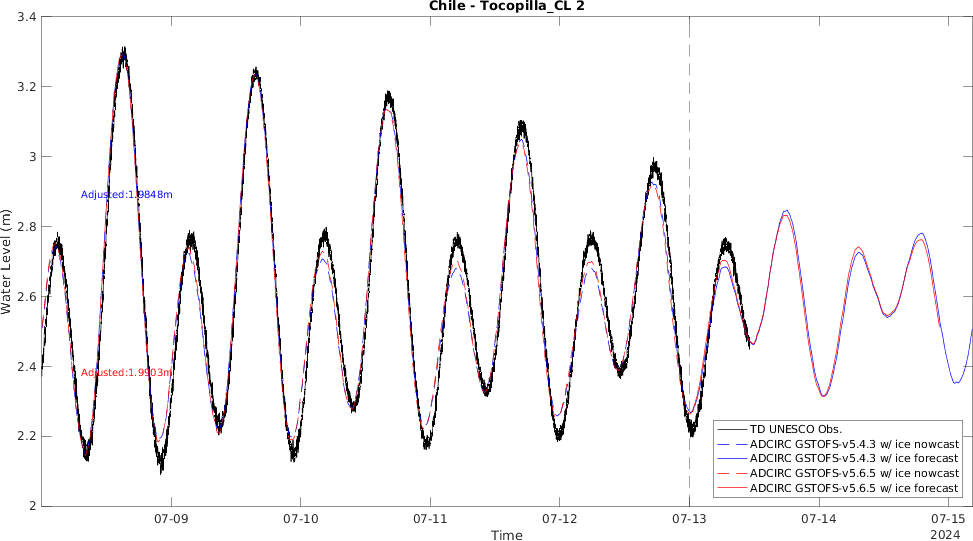 Chile - Tocopilla_CL 2
3.4
3.2
3
2.8
2.6
2.4
2.2
2
Water Level (m)
Adjusted:1.9848m
Adjusted:1.9903m
TD UNESCO Obs.
ADCIRC GSTOFS-v5.4.3 w/ ice nowcast
ADCIRC GSTOFS-v5.4.3 w/ ice forecast
ADCIRC GSTOFS-v5.6.5 w/ ice nowcast
ADCIRC GSTOFS-v5.6.5 w/ ice forecast
07-09 07-10 07-11 07-12 07-13 07-14 07-15
2024
Time